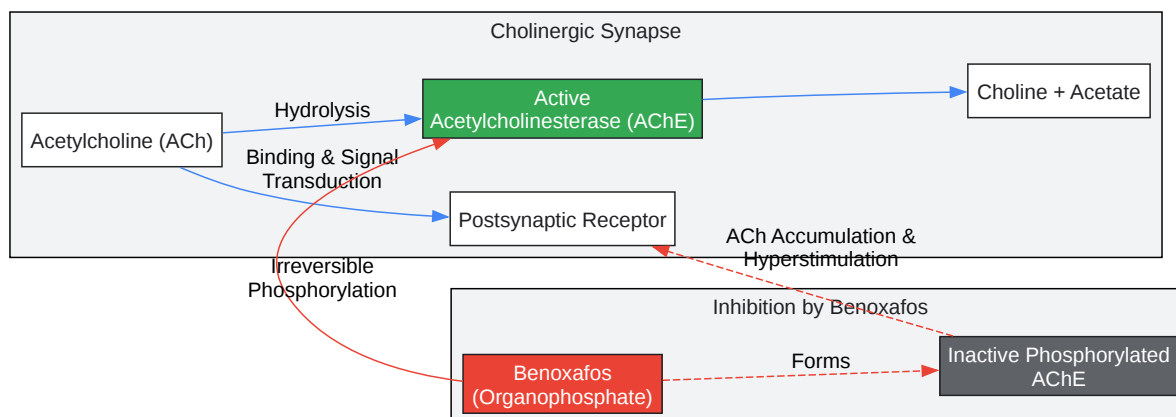 Cholinergic Synapse
Active
Acetylcholinesterase (AChE)
Choline + Acetate
Hydrolysis
Acetylcholine (ACh)
Binding & Signal
Transduction
Postsynaptic Receptor
ACh Accumulation &
Hyperstimulation
Irreversible
Phosphorylation
Inhibition by Benoxafos
Benoxafos
(Organophosphate)
Forms
Inactive Phosphorylated
AChE